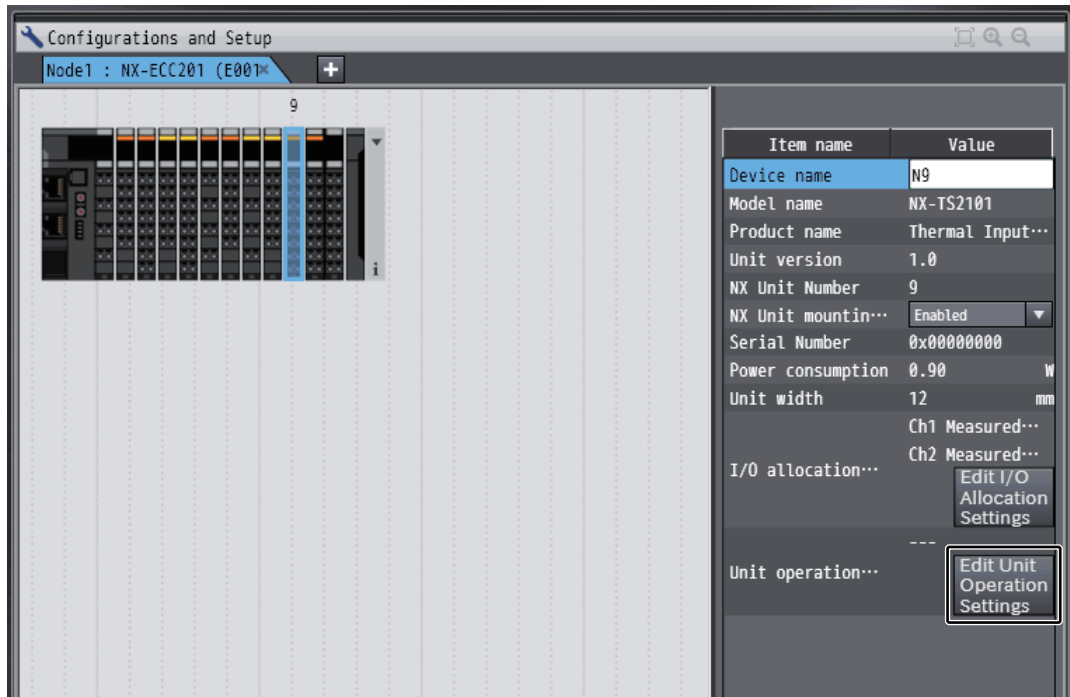 Configurations and Setup
Node1 : NX-ECC201 (E001
9
Item name Value
Device name N9
Model name NX-TS2101
Product name Thermal Input···
Unit version 1.0
NX Unit Number 9
NX Unit mountin··· Enabled
Serial Number 0x00000000
Power consumption 0.90 W
Unit width 12 mm
Ch1 Measured···
Ch2 Measured···
I/O allocation···
Edit I/O
Allocation
Settings
---
Unit operation···
Edit Unit
Operation
Settings